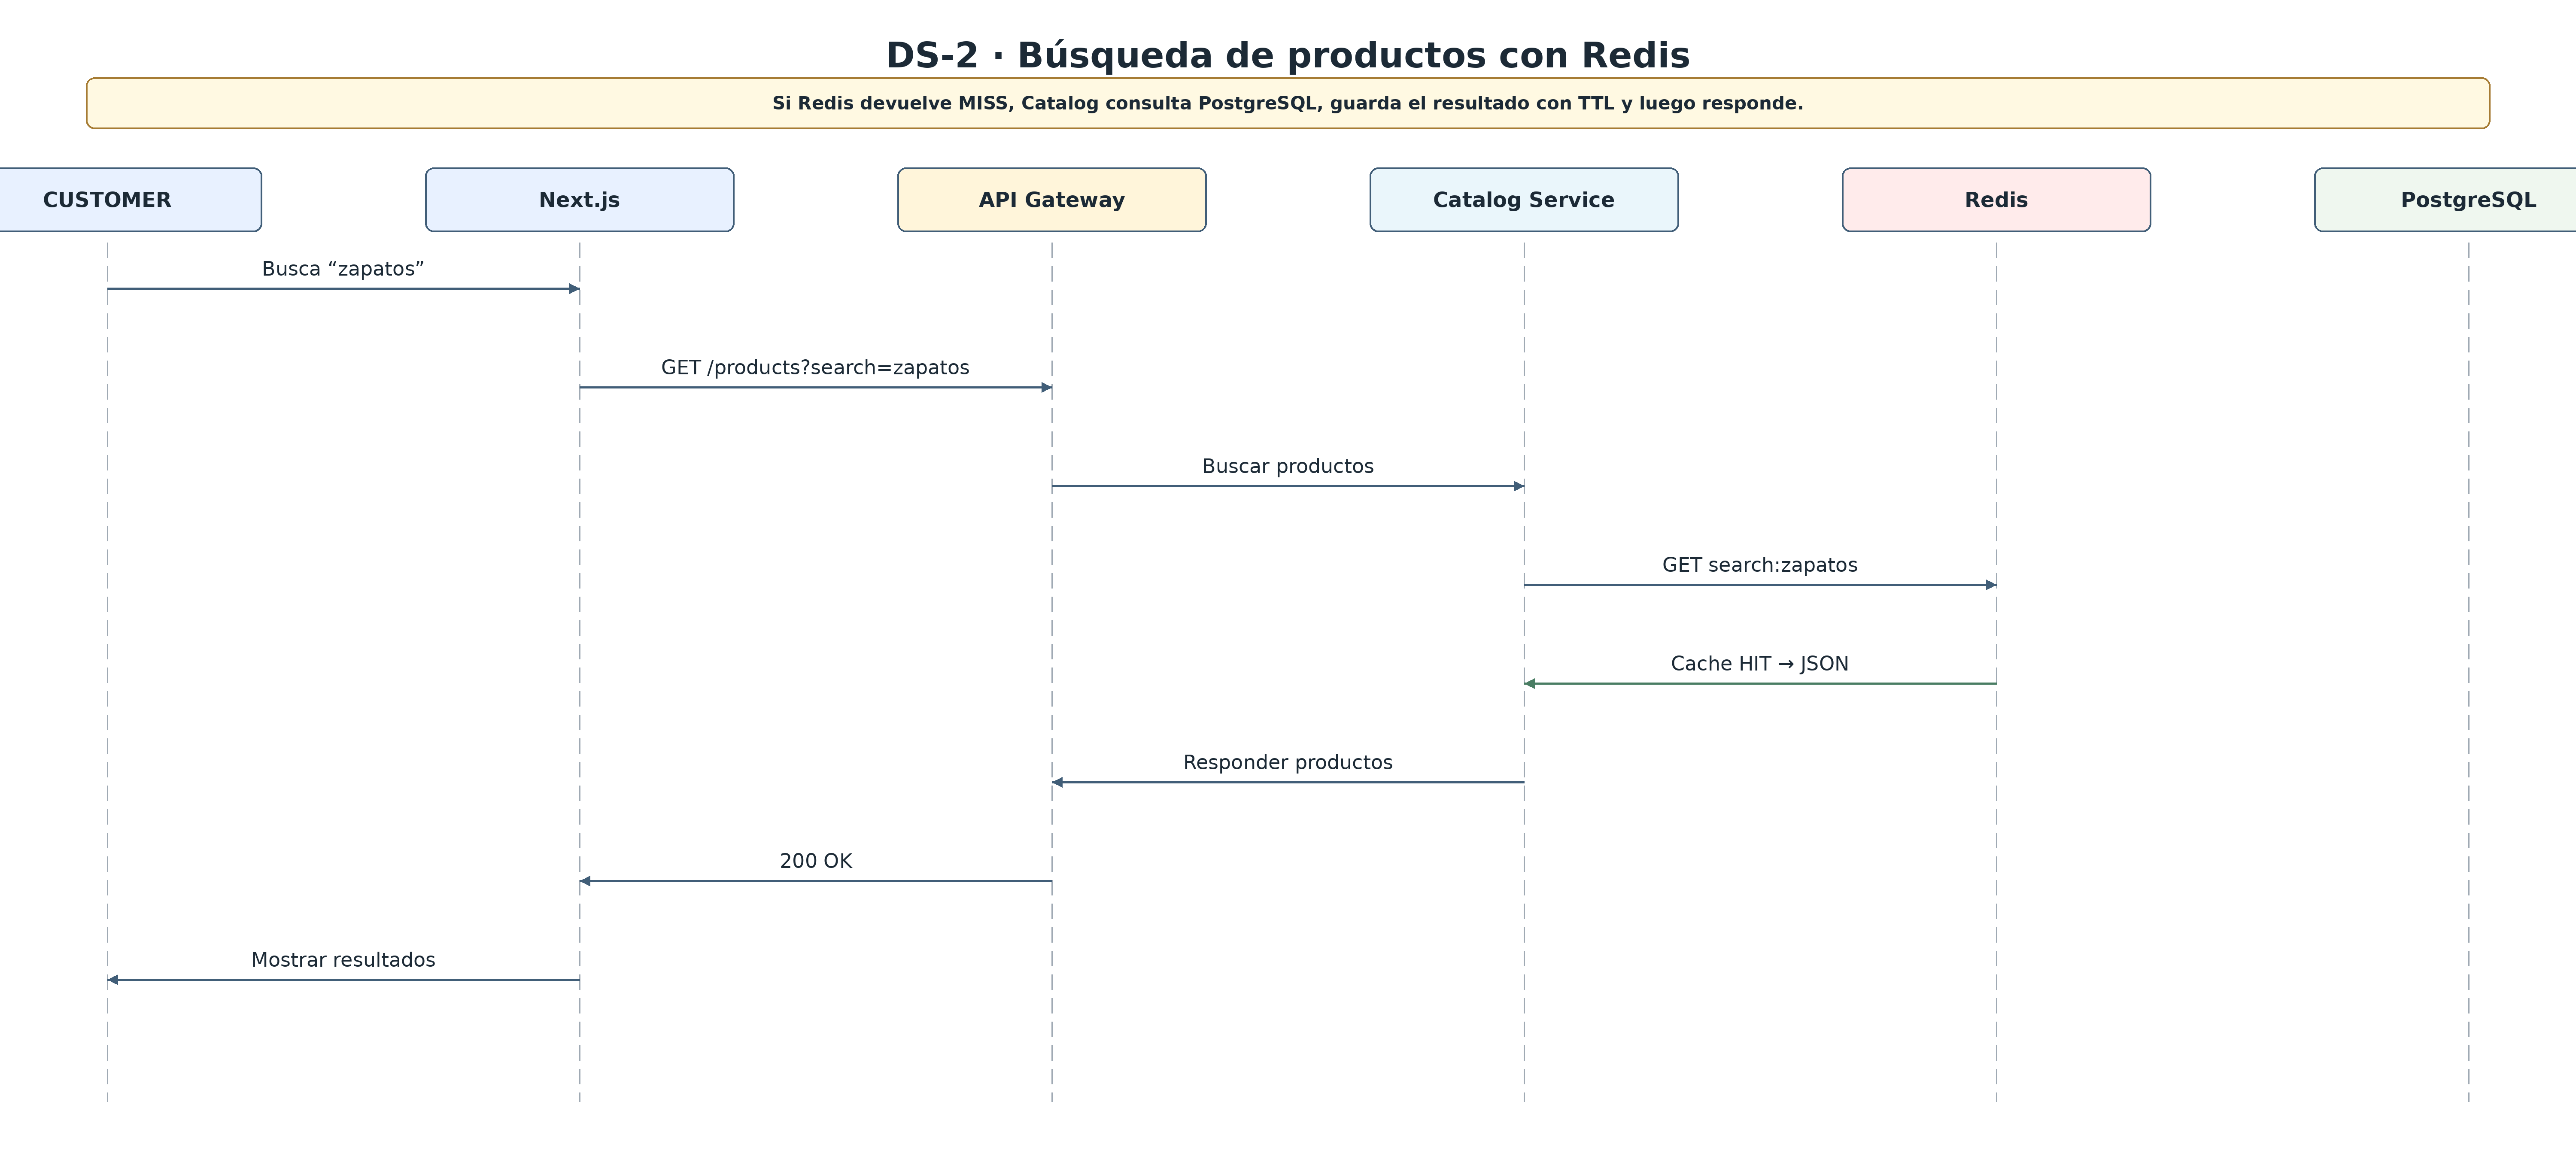 DS-2 · Búsqueda de productos con Redis
Si Redis devuelve MISS, Catalog consulta PostgreSQL, guarda el resultado con TTL y luego responde.
CUSTOMER
Next.js
API Gateway
Catalog Service
Redis
PostgreSQL
Busca “zapatos”
GET /products?search=zapatos
Buscar productos
GET search:zapatos
Cache HIT → JSON
Responder productos
200 OK
Mostrar resultados